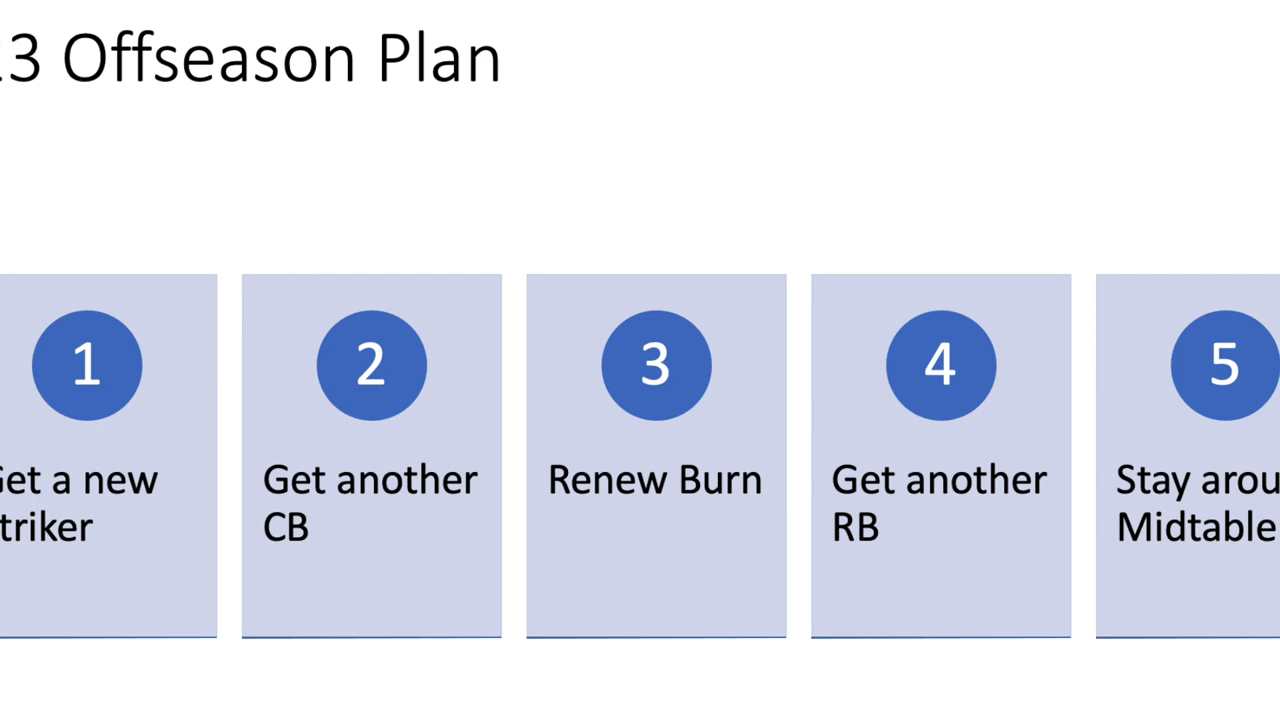 3 Offseason Plan
1
2
3
4
5
Get a new
triker
Get another
CB
Renew Burn
Get another
RB
Stay arou
Midtable